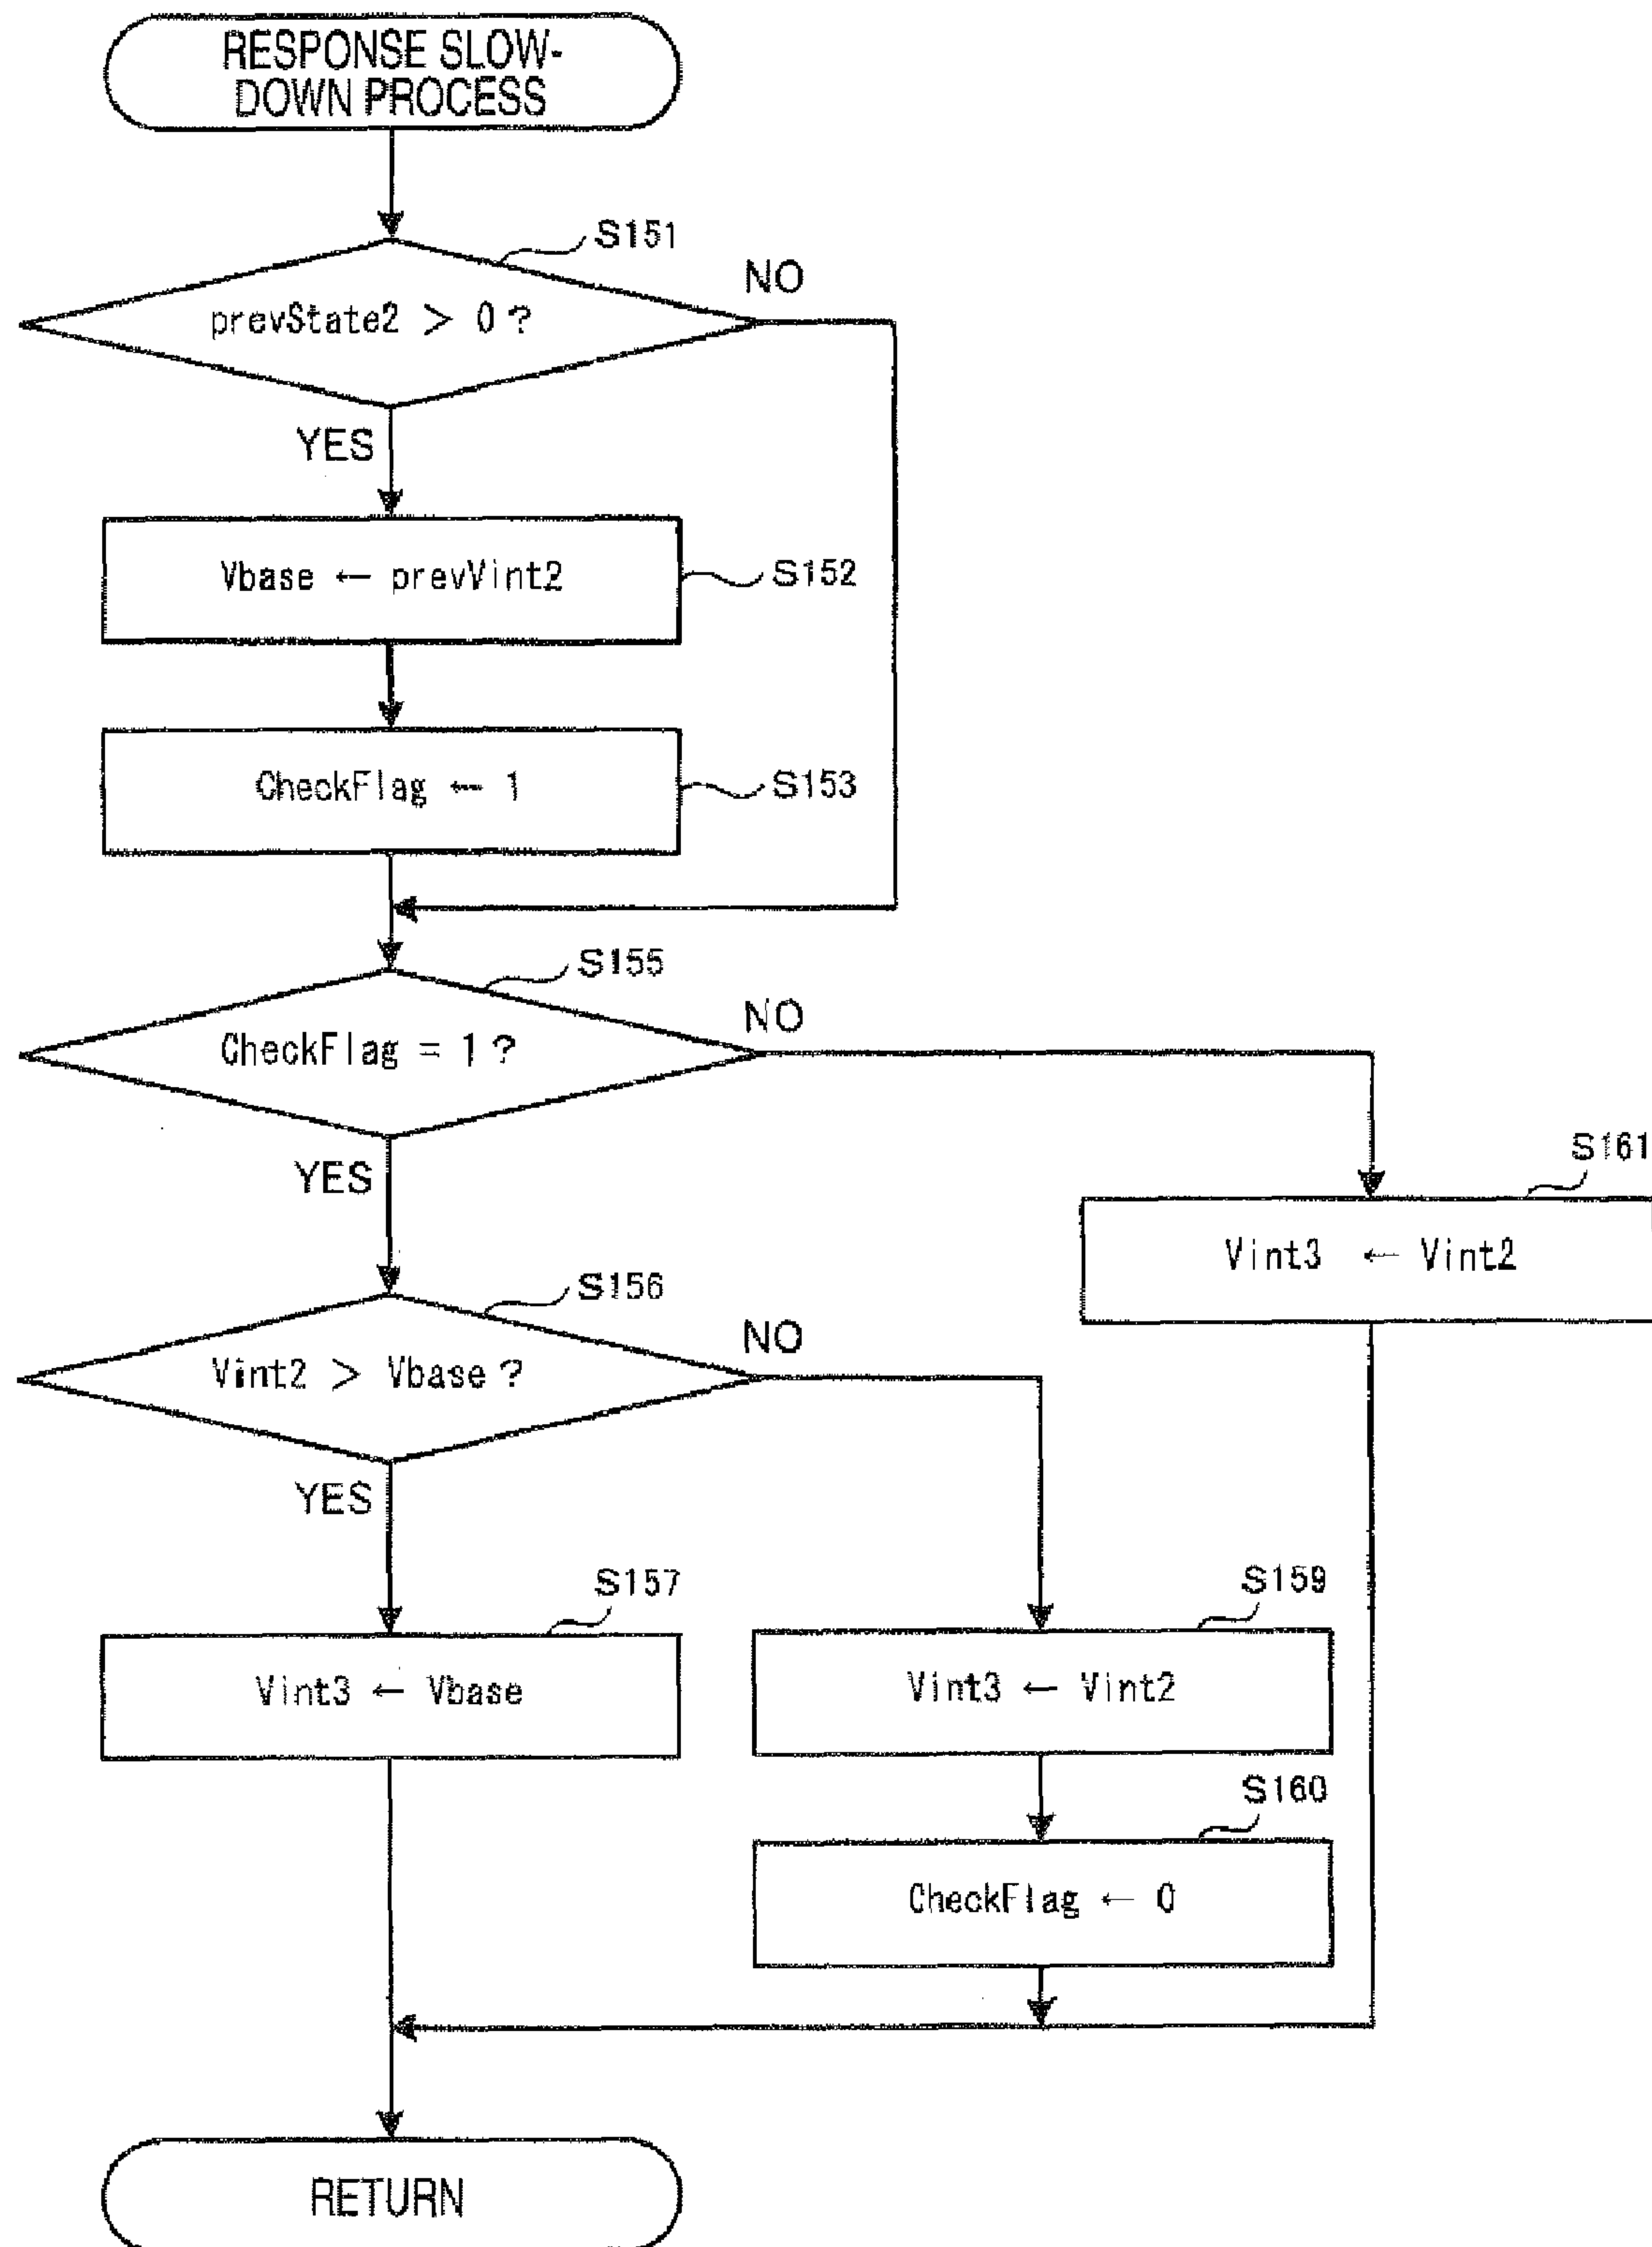 RESPONSE SLOW-
DOWN PROCESS
S151
prevState2 > 0 ?
NO
YES
Vbase ← prevVint2
S152
CheckFlag ← 1
S153
S155
CheckFlag = 1 ?
NO
YES
S161
Vint3 ← Vint2
S156
Vint2 > Vbase ?
NO
YES
S157
Vint3 ← Vbase
S159
Vint3 ← Vint2
S160
CheckFlag ← 0
RETURN